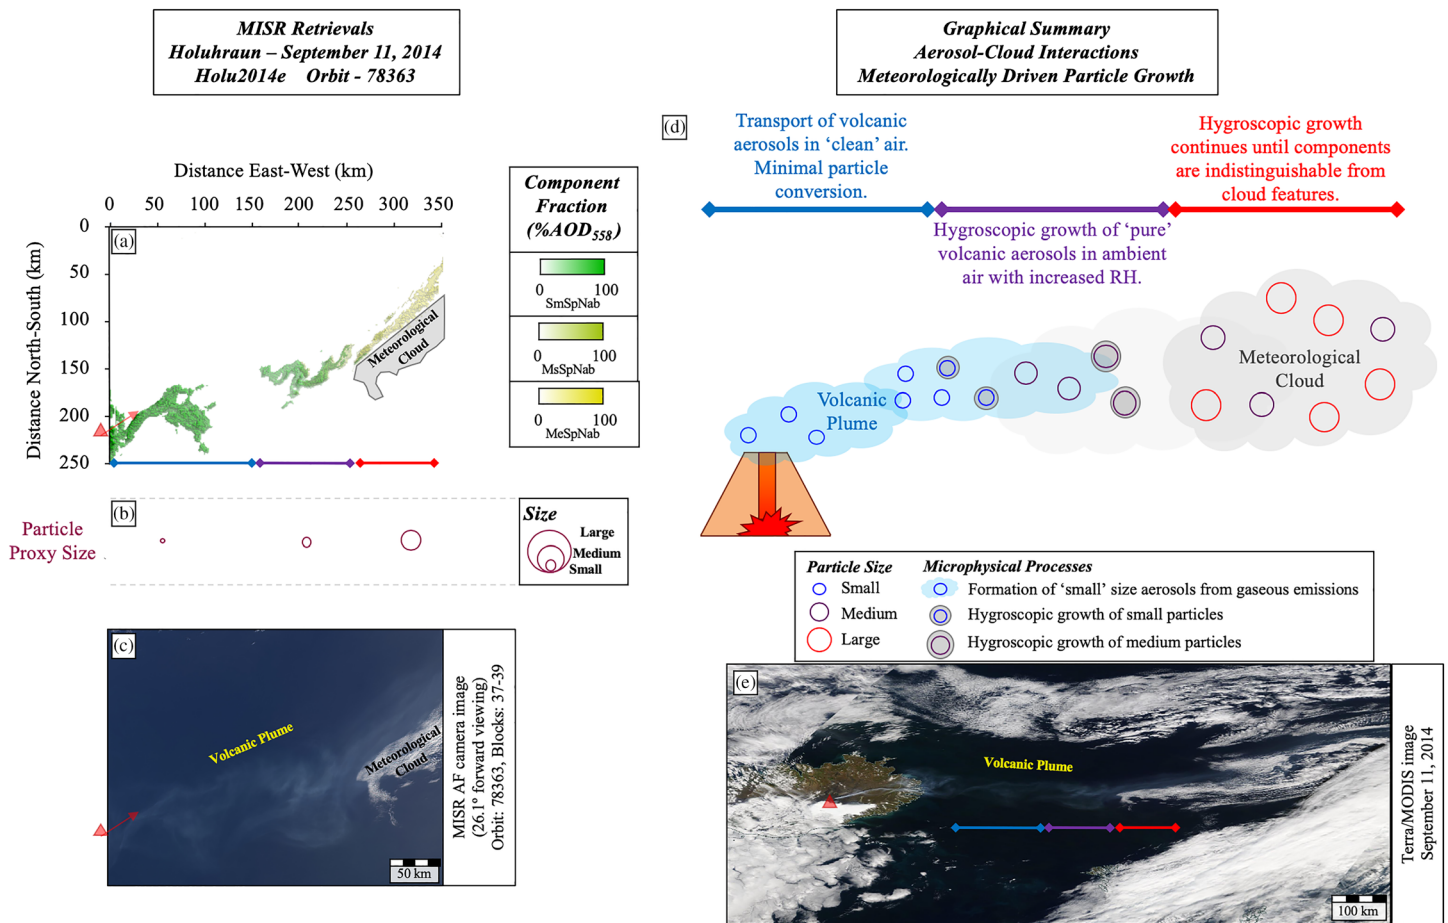 MISR Retrievals
Holuhraun – September 11, 2014
Holu2014e Orbit - 78363
Distance East-West (km)
0 50 100 150 200 250 300 350
Distance North-South (km)
0
50
100
150
200
250
(a)
Meteorological
Cloud
Component
Fraction
(%AOD558)
0 100
SmSpNab
0 100
MsSpNab
0 100
MeSpNab
(b)
Particle
Proxy Size
Size
Large
Medium
Small
(c)
Volcanic Plume
Meteorological
Cloud
50 km
MISR AF camera image
(26.1° forward viewing)
Orbit: 78363, Blocks: 37-39
Graphical Summary
Aerosol-Cloud Interactions
Meteorologically Driven Particle Growth
(d)
Transport of volcanic
aerosols in ‘clean’ air.
Minimal particle
conversion.
Hygroscopic growth of ‘pure’
volcanic aerosols in ambient
air with increased RH.
Hygroscopic growth
continues until components
are indistinguishable from
cloud features.
Volcanic
Plume
Meteorological
Cloud
Particle Size
Small
Medium
Large
Microphysical Processes
Formation of ‘small’ size aerosols from gaseous emissions
Hygroscopic growth of small particles
Hygroscopic growth of medium particles
(e)
Volcanic Plume
100 km
Terra/MODIS image
September 11, 2014